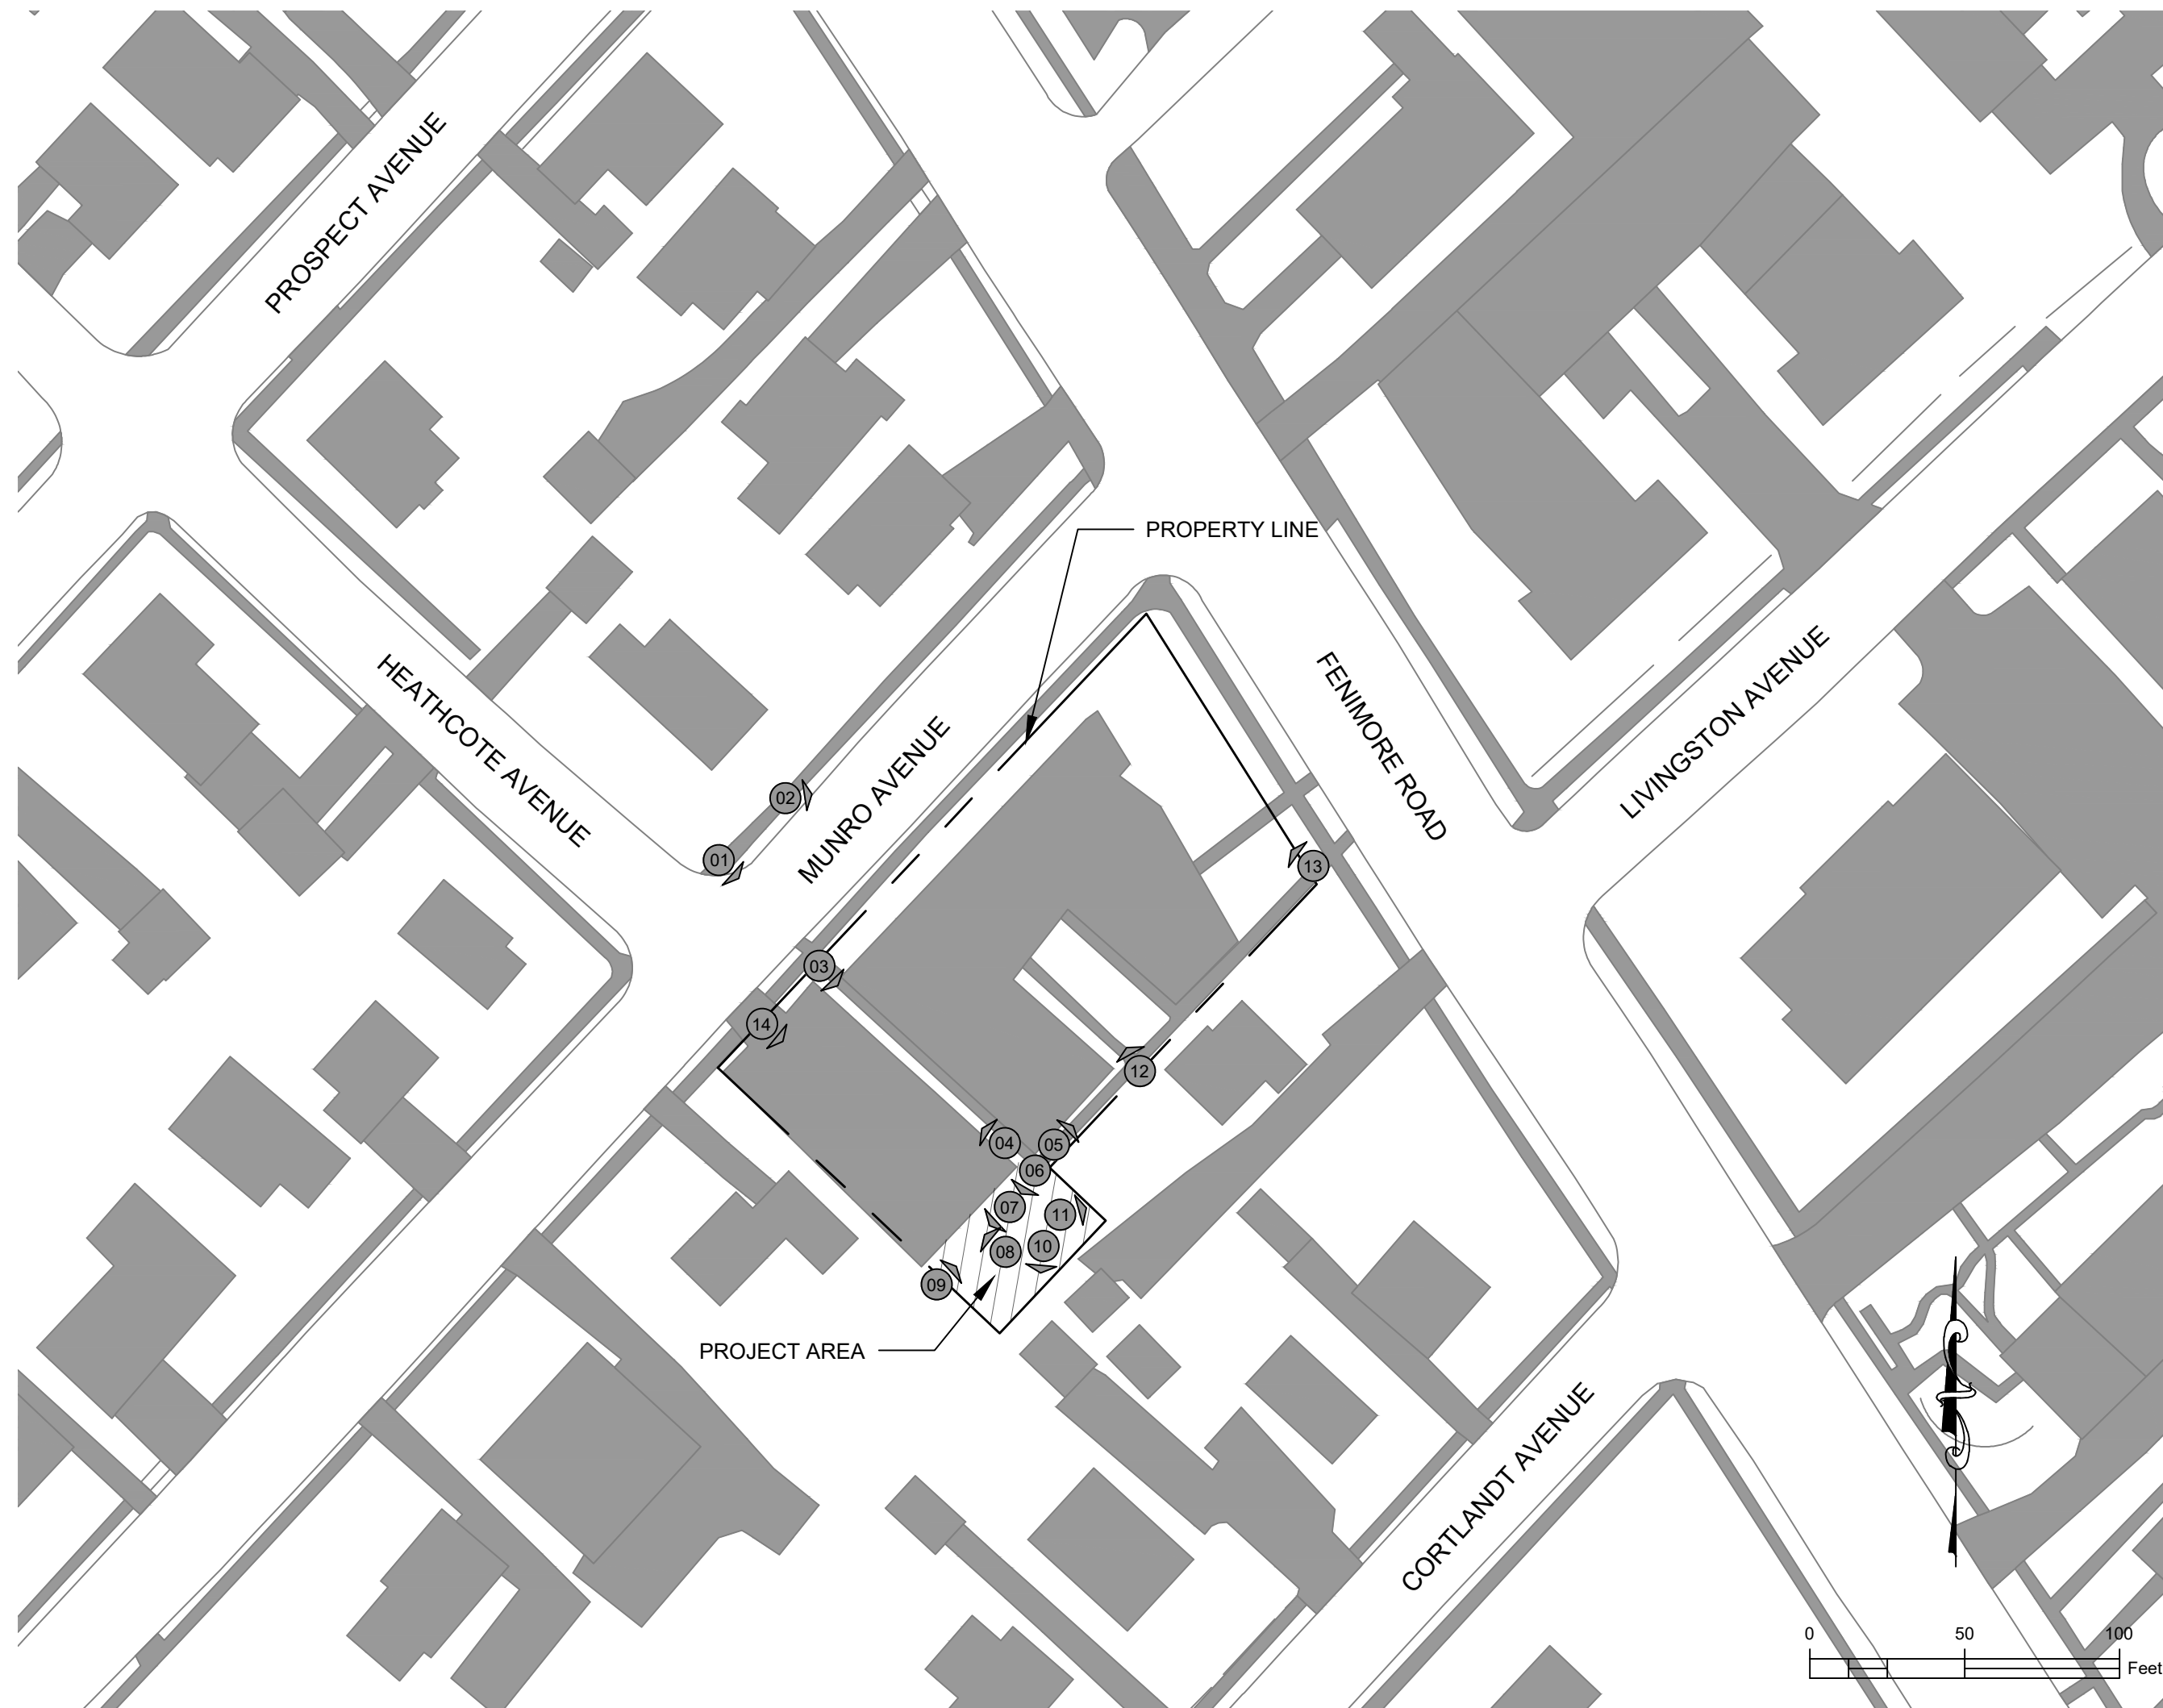 PROSPECT AVENUE
PROPERTY LINE
HEATHCOTE AVENUE
FENIMORE ROAD
LIVINGSTON AVENUE
MUNRO AVENUE
02
01
13
03
14
12
04
05
06
07
11
10
08
09
PROJECT AREA
CORTLANDT AVENUE
0 50 100
Feet